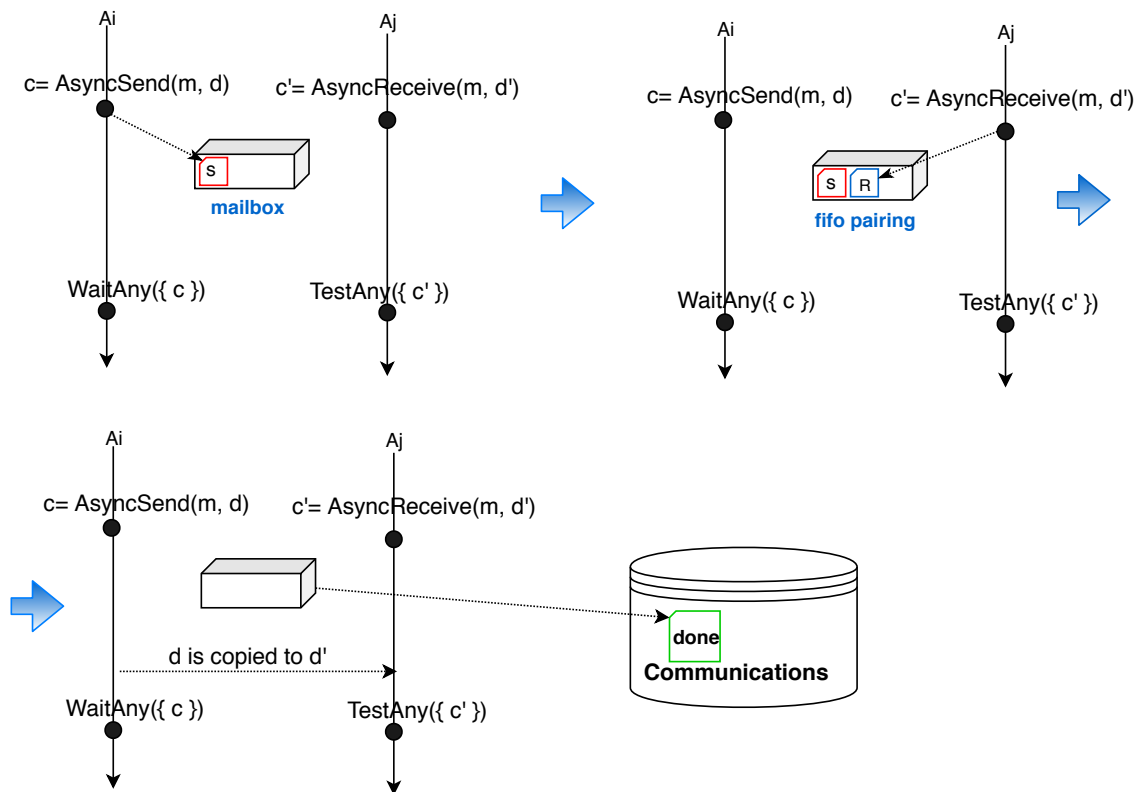 Ai
Aj
c= AsyncSend(m, d)
c'= AsyncReceive(m, d')
S
mailbox
WaitAny({ c })
TestAny({ c' })
Ai
Aj
c= AsyncSend(m, d)
c'= AsyncReceive(m, d')
S
R
fifo pairing
WaitAny({ c })
TestAny({ c' })
Ai
Aj
c= AsyncSend(m, d)
c'= AsyncReceive(m, d')
done
d is copied to d'
Communications
WaitAny({ c })
TestAny({ c' })